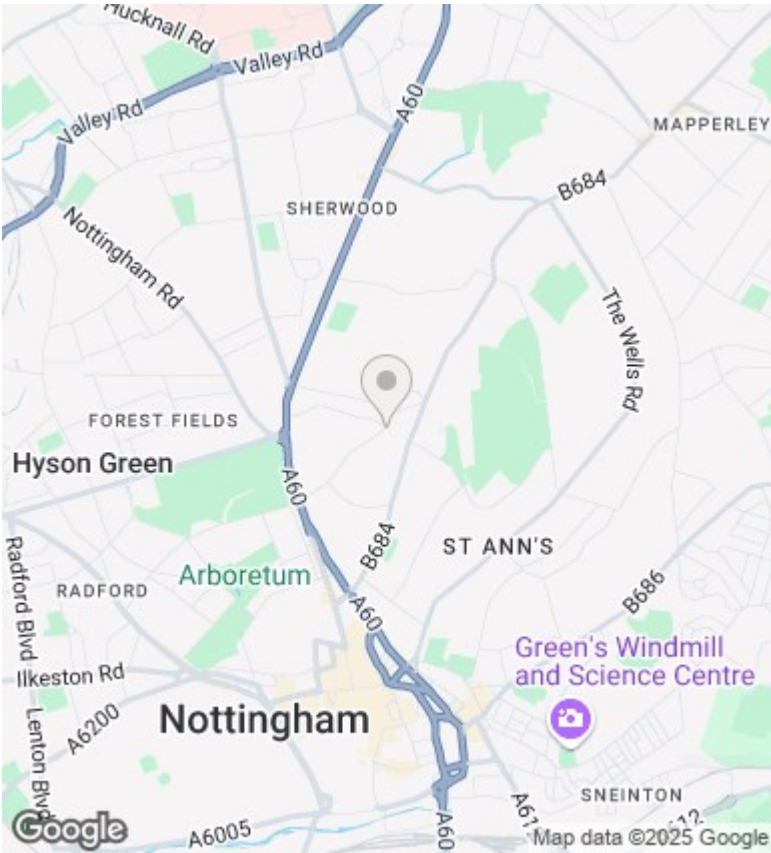 Hucknall Rd
Valley Rd
Valley Rd
A60
MAPPERLEY
B684
SHERWOOD
Nottingham Rd
The Wells Rd
FOREST FIELDS
Hyson Green
A60
B684
ST ANN'S
Arboretum
Radford Blvd
RADFORD
A60
B686
Green's Windmill
and Science Centre
Ilkeston Rd
A6200
Nottingham
Lenton Blvd
SNEINTON
A6005
A60
Google
Map data ©2025 Google